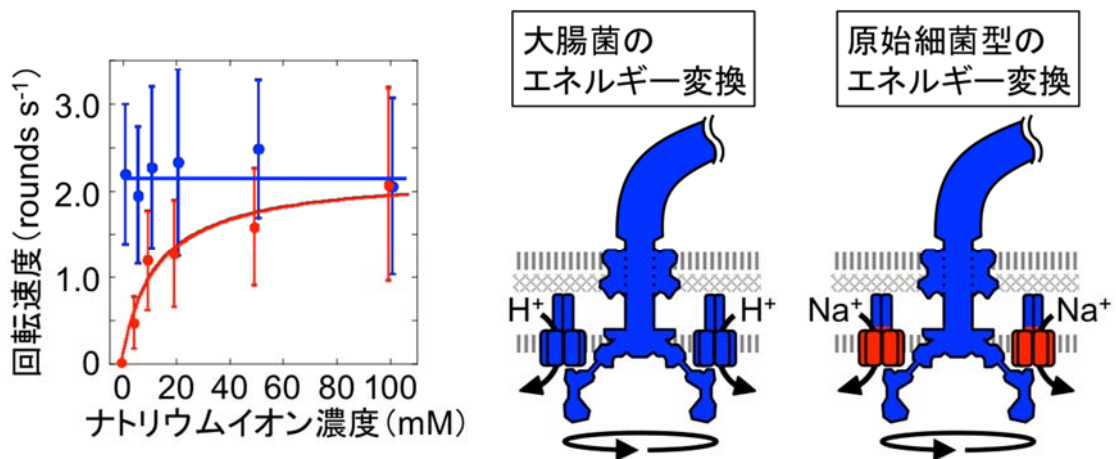 回転速度(rounds s⁻¹)
3.0
2.0
1.0
0
0 20 40 60 80 100
ナトリウムイオン濃度(mM)
大腸菌の
エネルギー変換
H⁺ H⁺
原始細菌型の
エネルギー変換
Na⁺ Na⁺